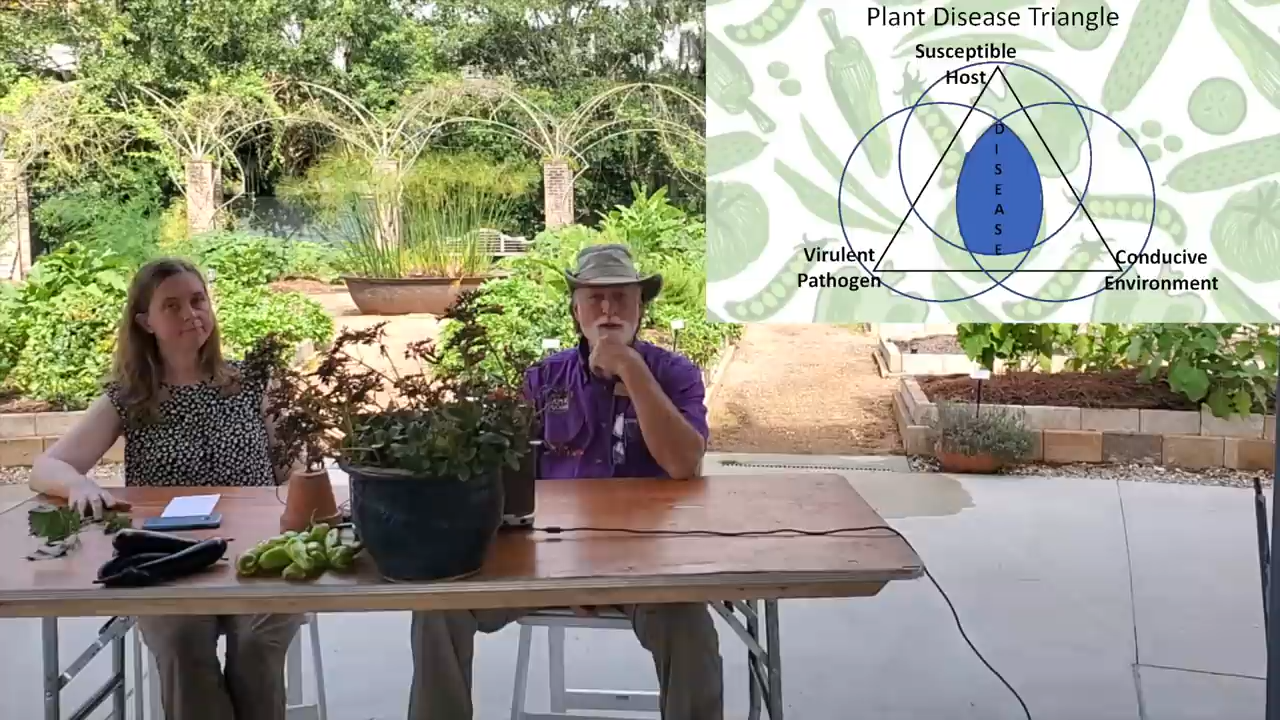 Plant Disease Triangle
Susceptible
Host
D
I
S
E
A
S
E
Virulent
Pathogen
Conducive
Environment